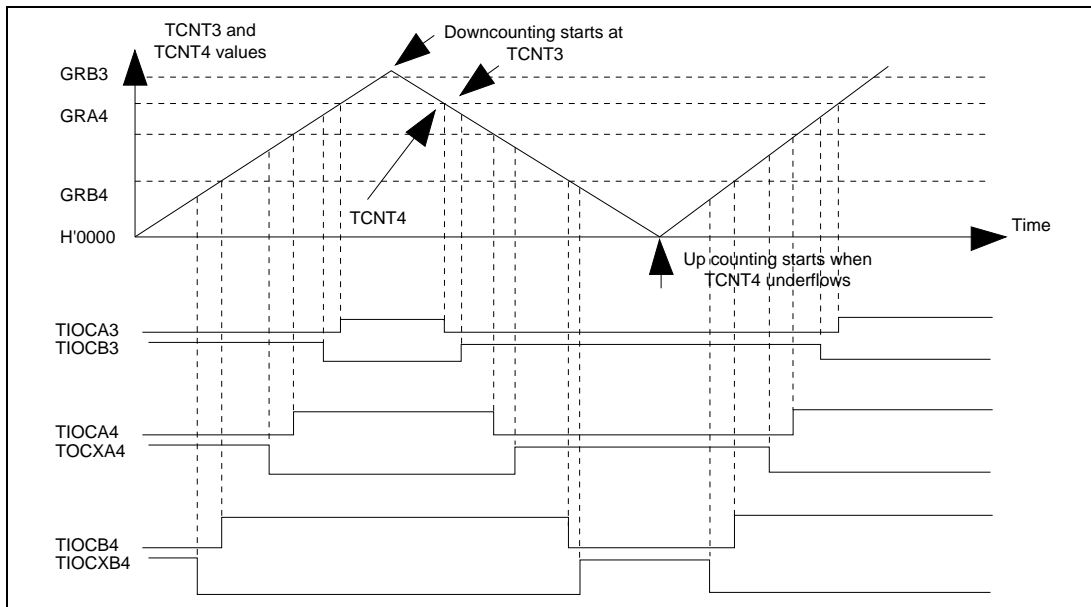 TCNT3 and
TCNT4 values
Downcounting starts at
TCNT3
GRB3
GRA4
GRB4
TCNT4
H'0000
Time
Up counting starts when
TCNT4 underflows
TIOCA3
TIOCB3
TIOCA4
TOCXA4
TIOCB4
TIOCXB4